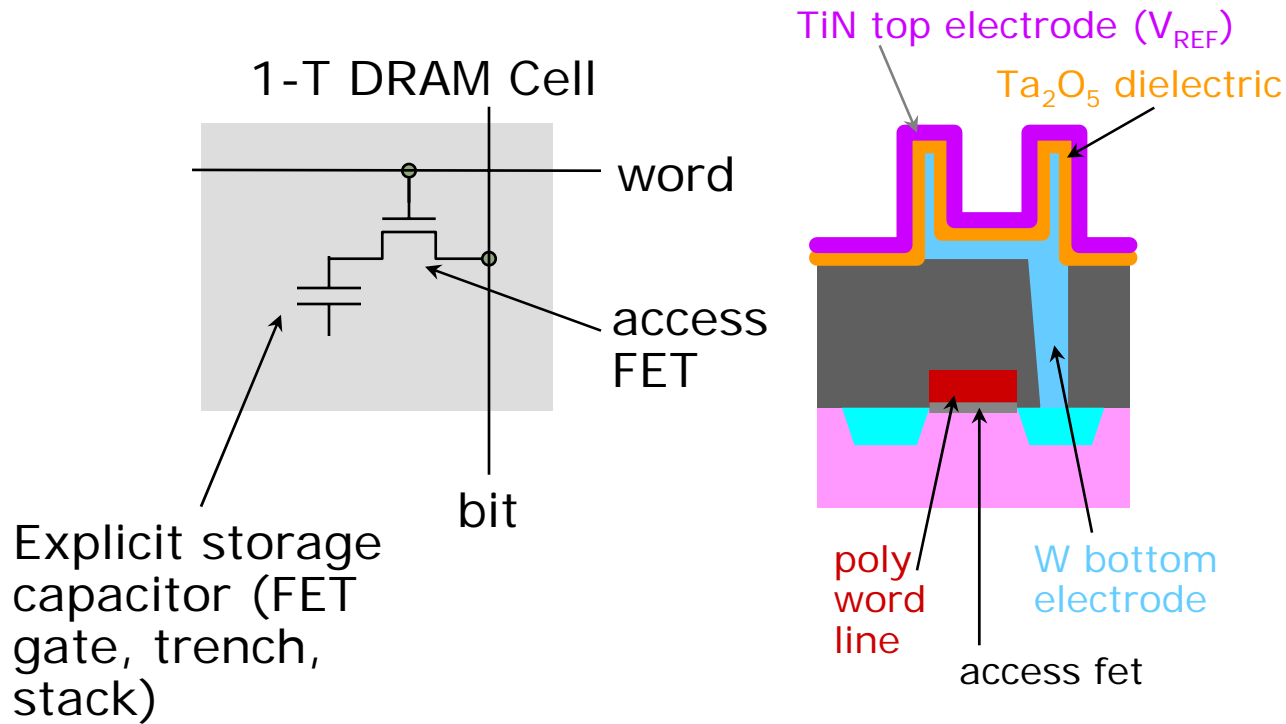 1-T DRAM Cell
word
access
FET
bit
Explicit storage
capacitor (FET
gate, trench,
stack)
TiN top electrode (V_REF)
Ta₂O₅ dielectric
poly
word
line
access fet
W bottom
electrode